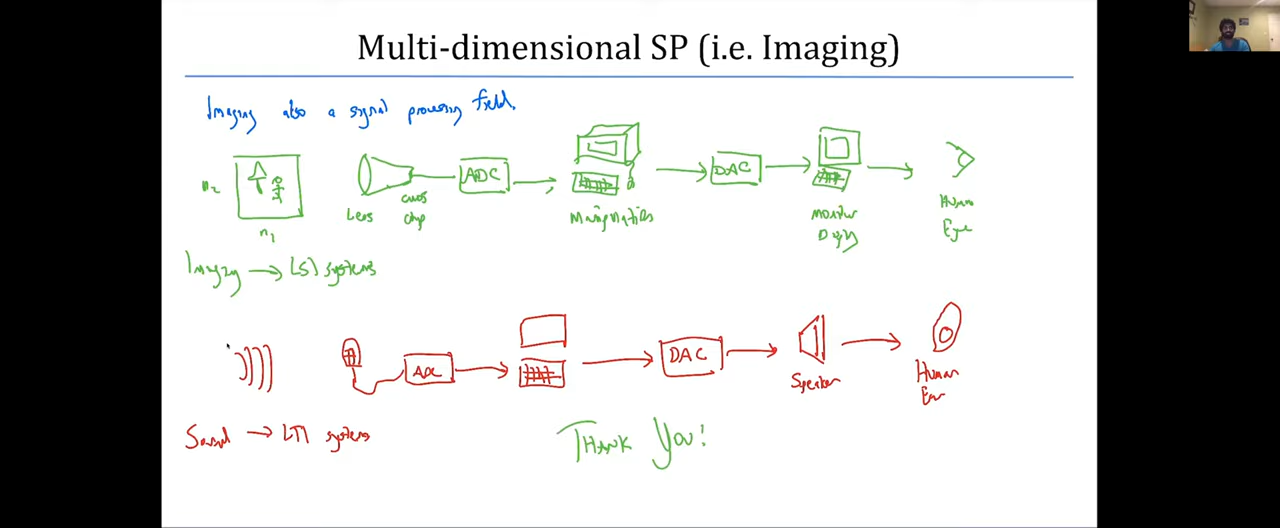 Multi-dimensional SP (i.e. Imaging)
Imaging also a signal processing field.
n2
n1
Lens
CMOS chip
ADC
Manipulation
DAC
Monitor Display
Human Eye
Imaging → LSI systems
ADC
DAC
Speaker
Human Ear
Sound → LTI systems
THANK YOU!